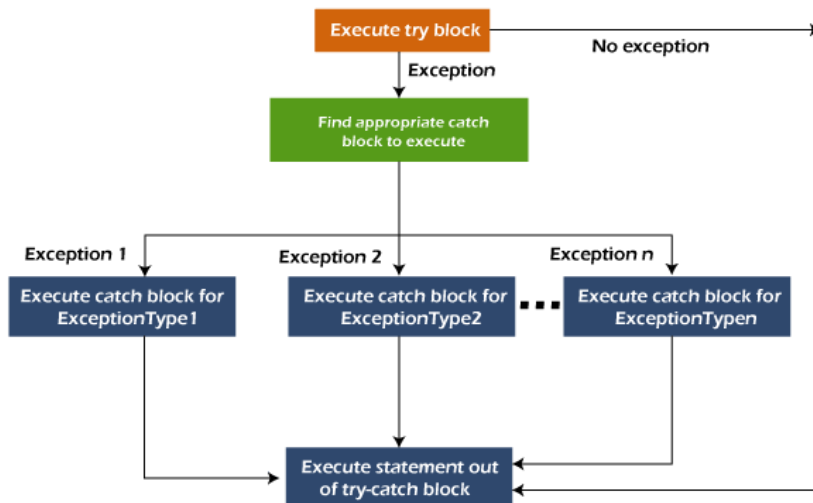 Execute try block
No exception
Exception
Find appropriate catch
block to execute
Exception 1
Exception 2
Exception n
Execute catch block for
ExceptionType1
Execute catch block for
ExceptionType2
Execute catch block for
ExceptionTypen
Execute statement out
of try-catch block